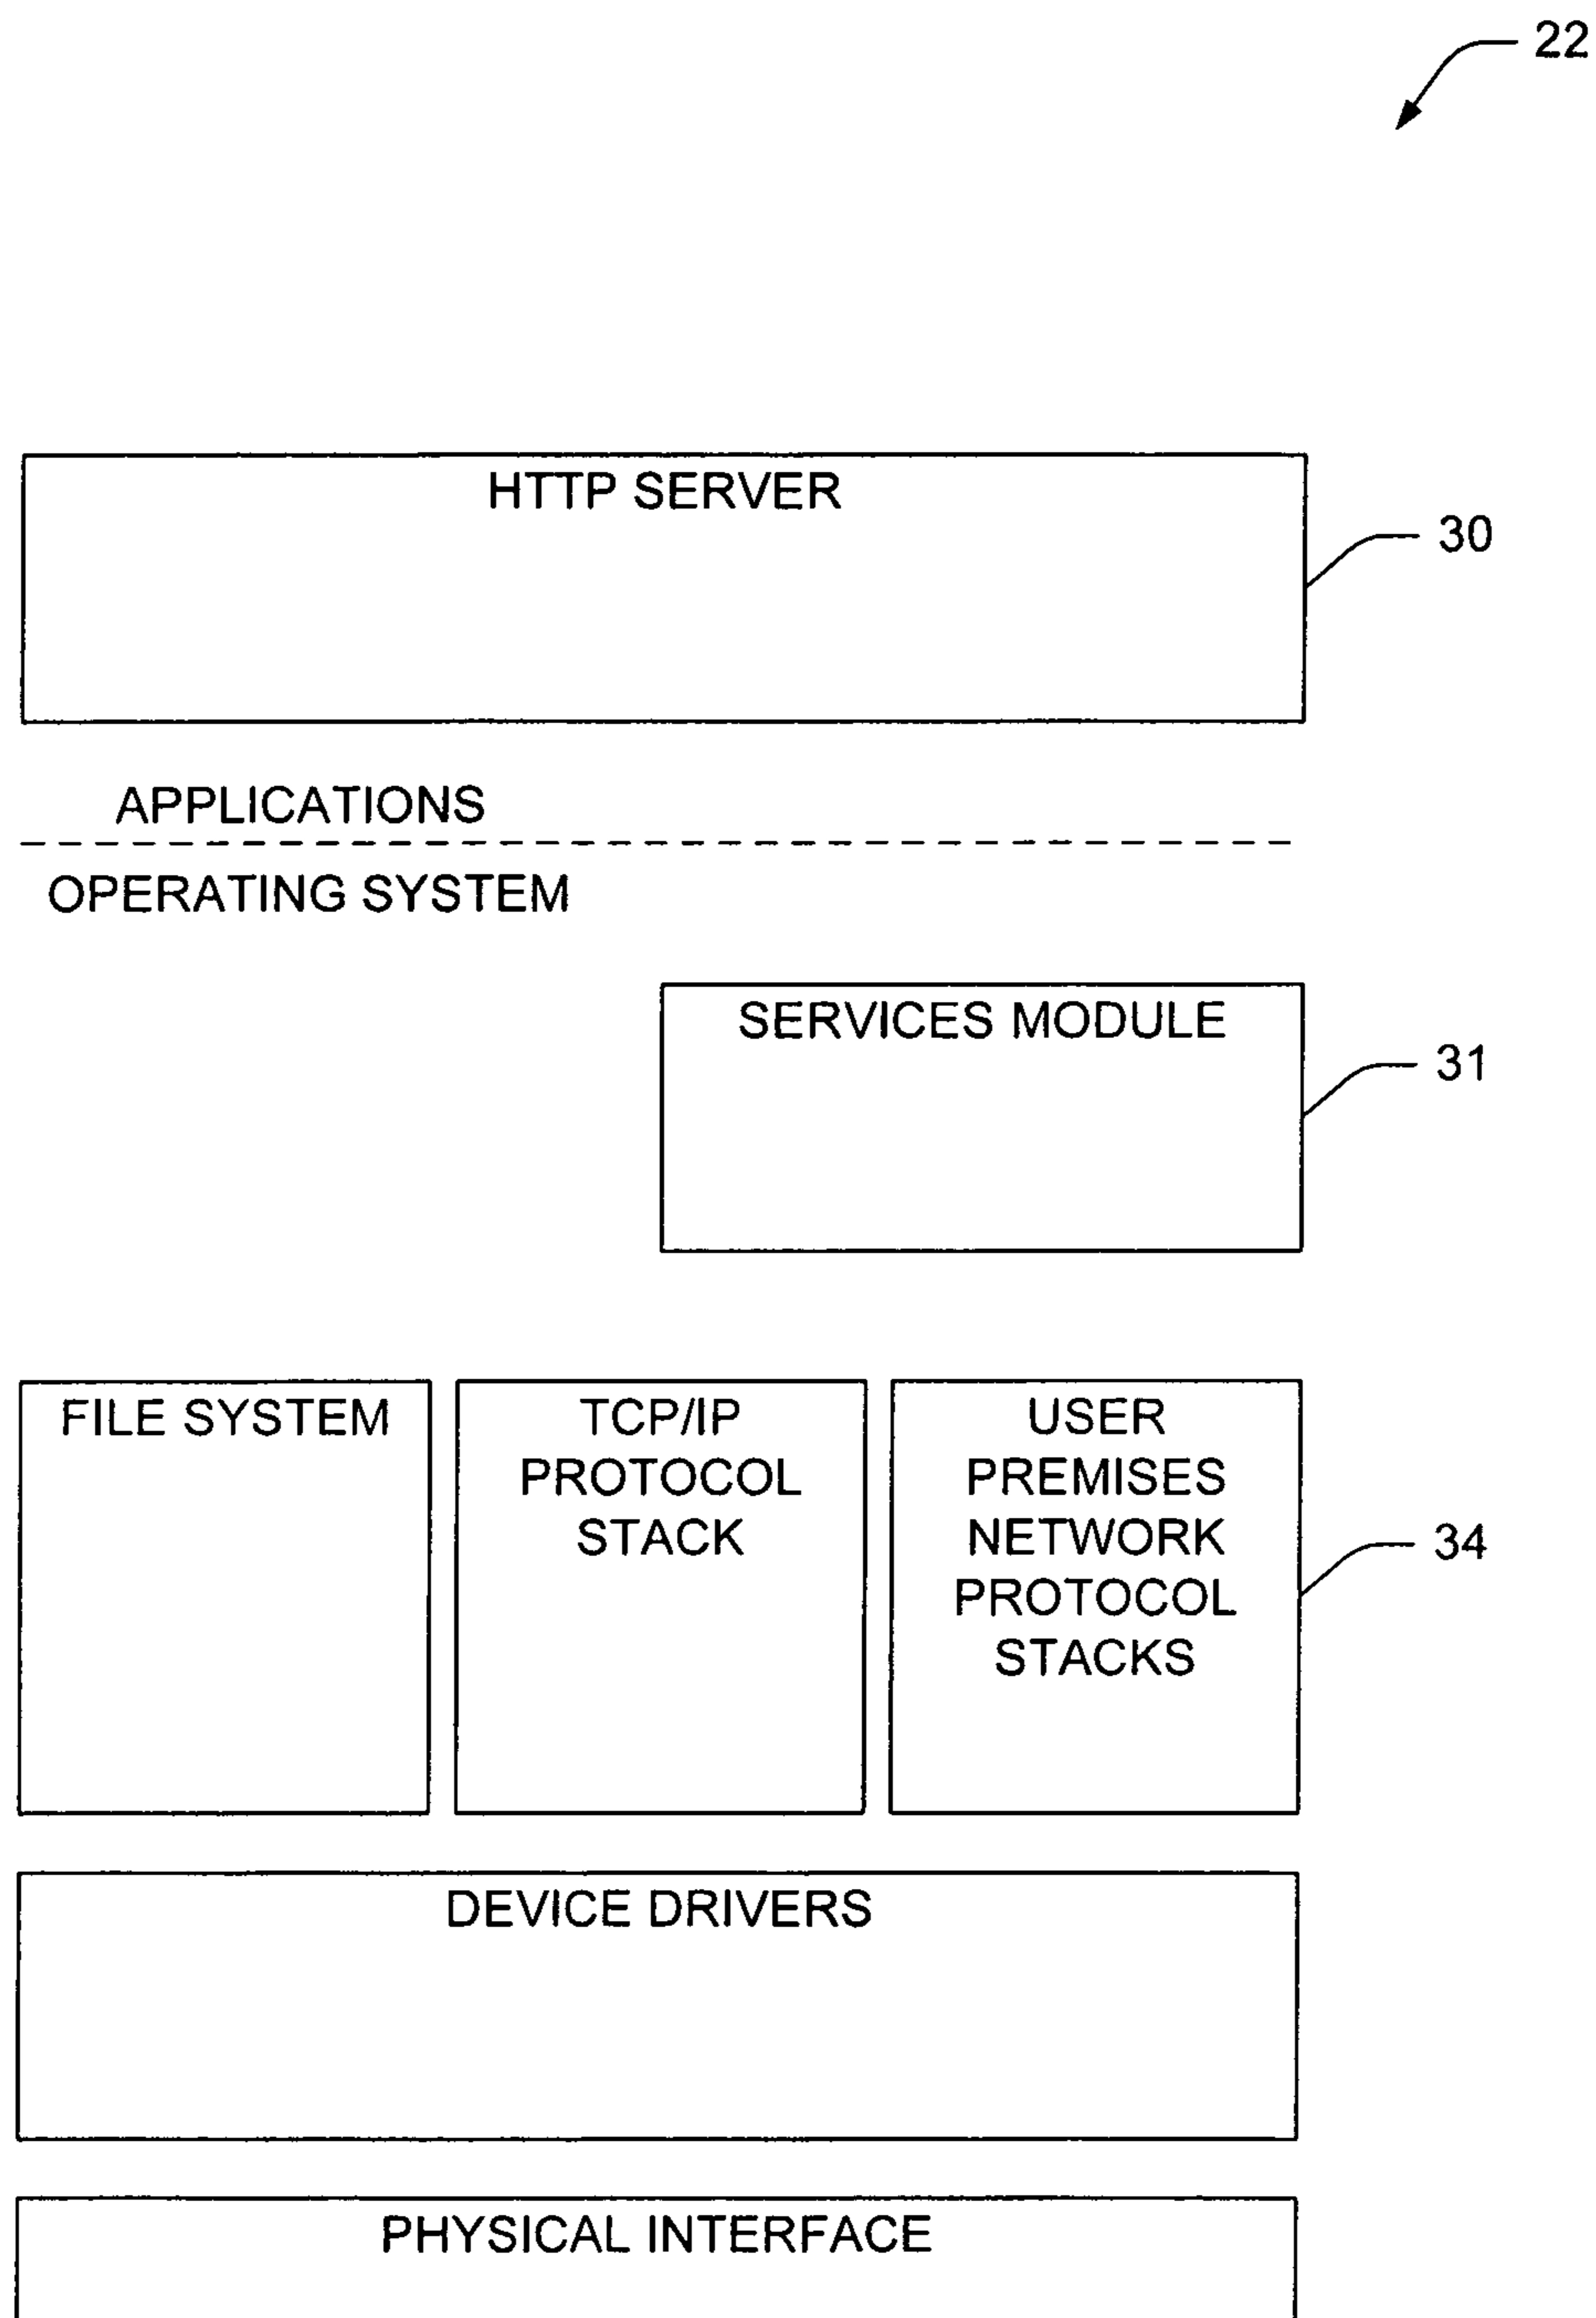 22
HTTP SERVER
30
APPLICATIONS
OPERATING SYSTEM
SERVICES MODULE
31
FILE SYSTEM
TCP/IP
PROTOCOL
STACK
USER
PREMISES
NETWORK
PROTOCOL
STACKS
34
DEVICE DRIVERS
PHYSICAL INTERFACE